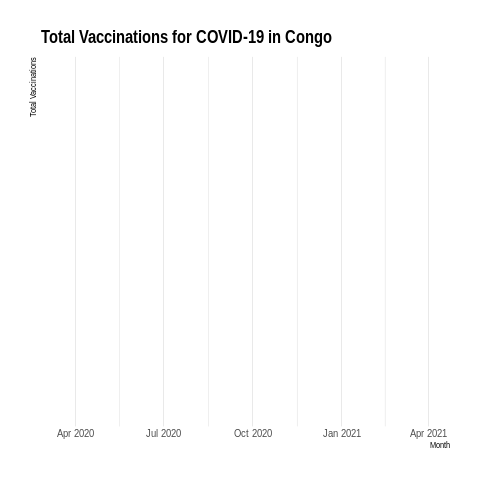 Total Vaccinations for COVID-19 in Congo
Total Vaccinations
Apr 2020
Jul 2020
Oct 2020
Jan 2021
Apr 2021
Month